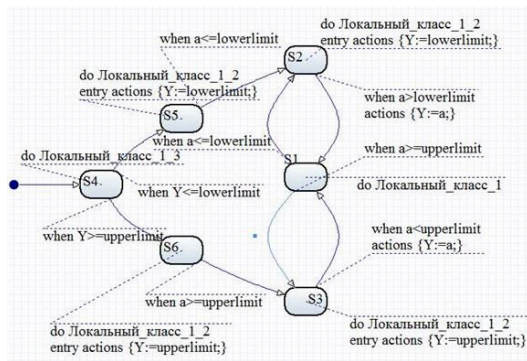 when a<=lowerlimit
do Локальный_класс_1_2
entry actions {Y:=lowerlimit;}
S2
do Локальный_класс_1_2
entry actions {Y:=lowerlimit;}
when a>lowerlimit
actions {Y:=a;}
S5
when a<=lowerlimit
when a>=upperlimit
do Локальный_класс_1_3
S1
S4
when Y<=lowerlimit
do Локальный_класс_1
when Y>=upperlimit
when a<upperlimit
actions {Y:=a;}
S6
when a>=upperlimit
S3
do Локальный_класс_1_2
entry actions {Y:=upperlimit;}
do Локальный_класс_1_2
entry actions {Y:=upperlimit;}